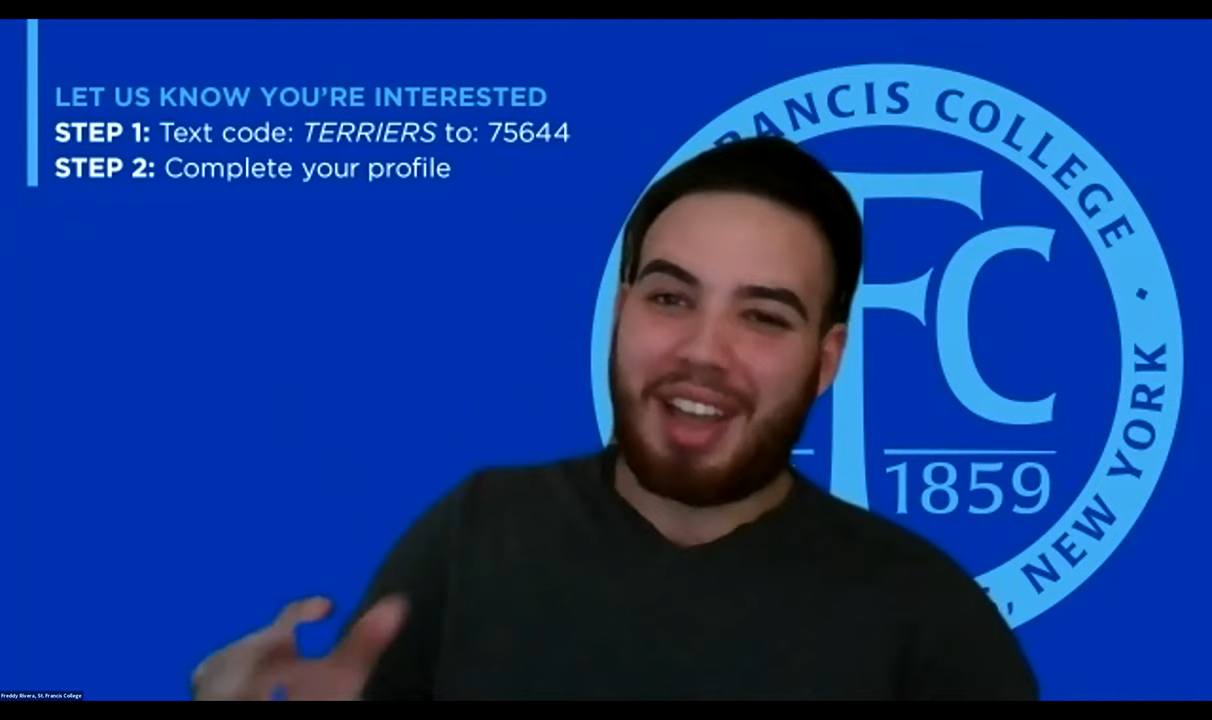 LET US KNOW YOU'RE INTERESTED
STEP 1: Text code: TERRIERS to: 75644
STEP 2: Complete your profile
FRANCIS COLLEGE •
FC
1859
, NEW YORK
Freddy Rivera, St. Francis College